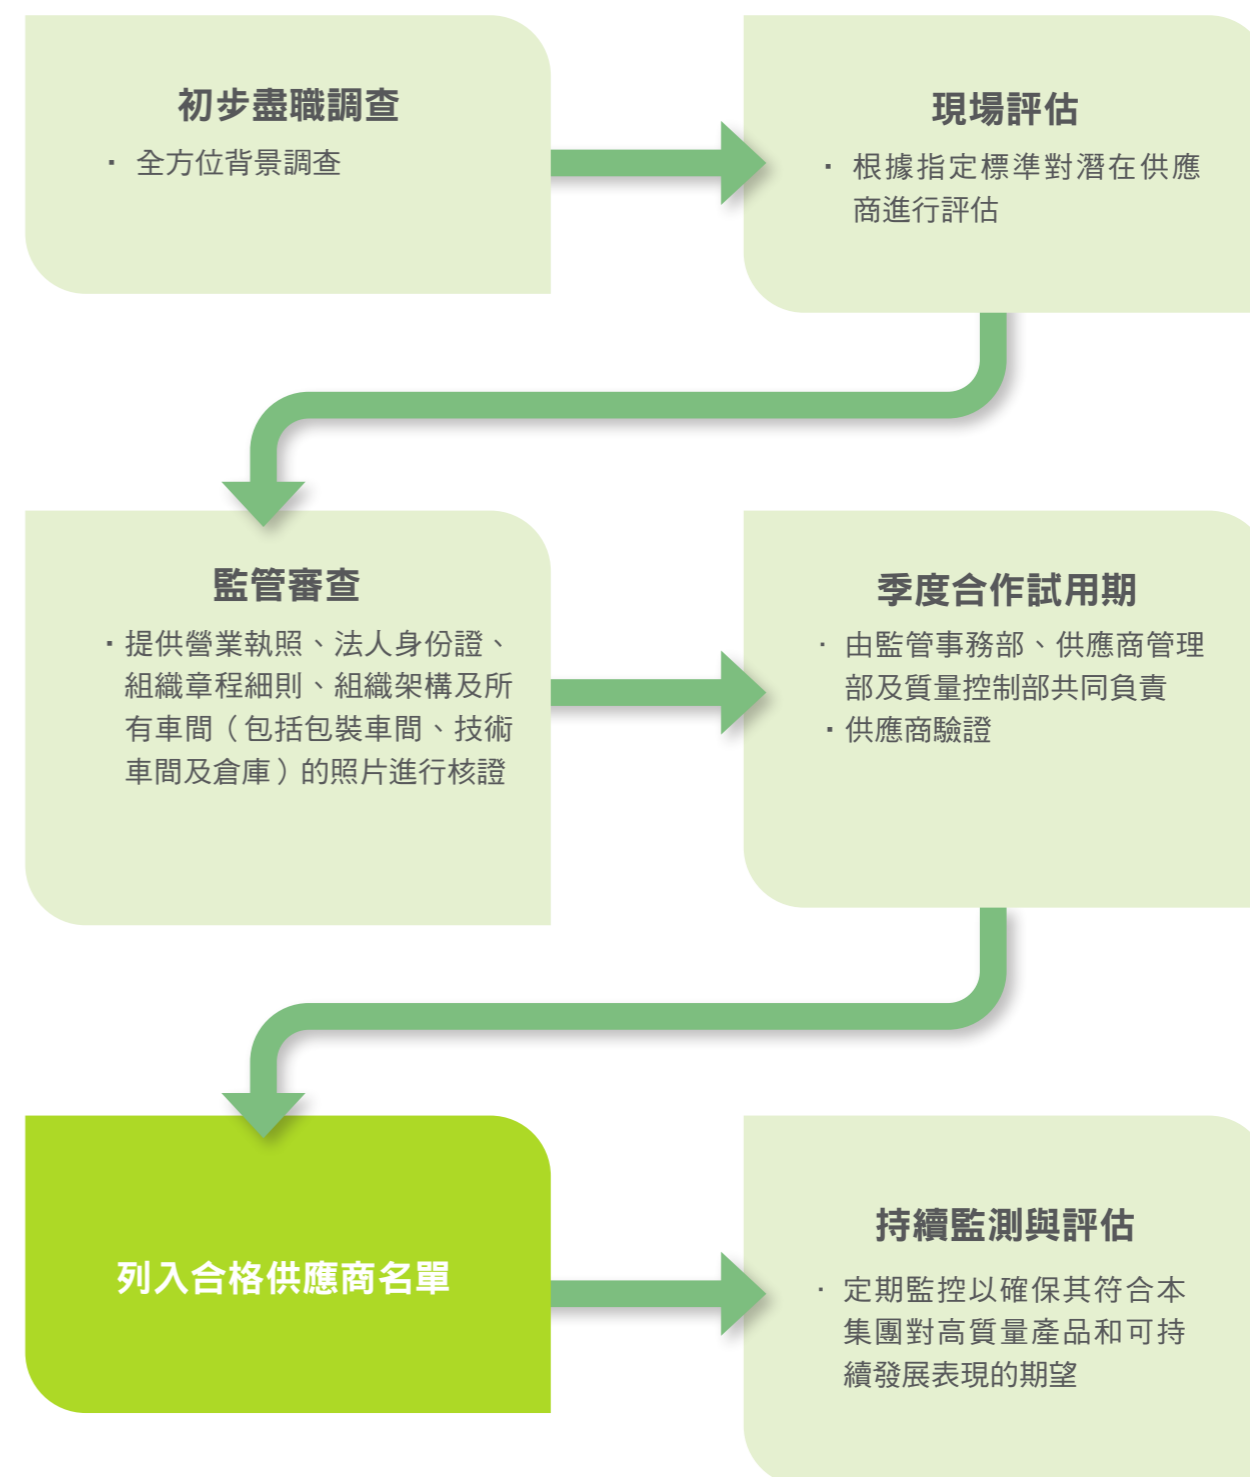 初步盡職調查
· 全方位背景調查
現場評估
· 根據指定標準對潛在供應
商進行評估
監管審查
· 提供營業執照、法人身份證、
組織章程細則、組織架構及所
有車間（包括包裝車間、技術
車間及倉庫）的照片進行核證
季度合作試用期
· 由監管事務部、供應商管理
部及質量控制部共同負責
· 供應商驗證
列入合格供應商名單
持續監測與評估
· 定期監控以確保其符合本
集團對高質量產品和可持
續發展表現的期望